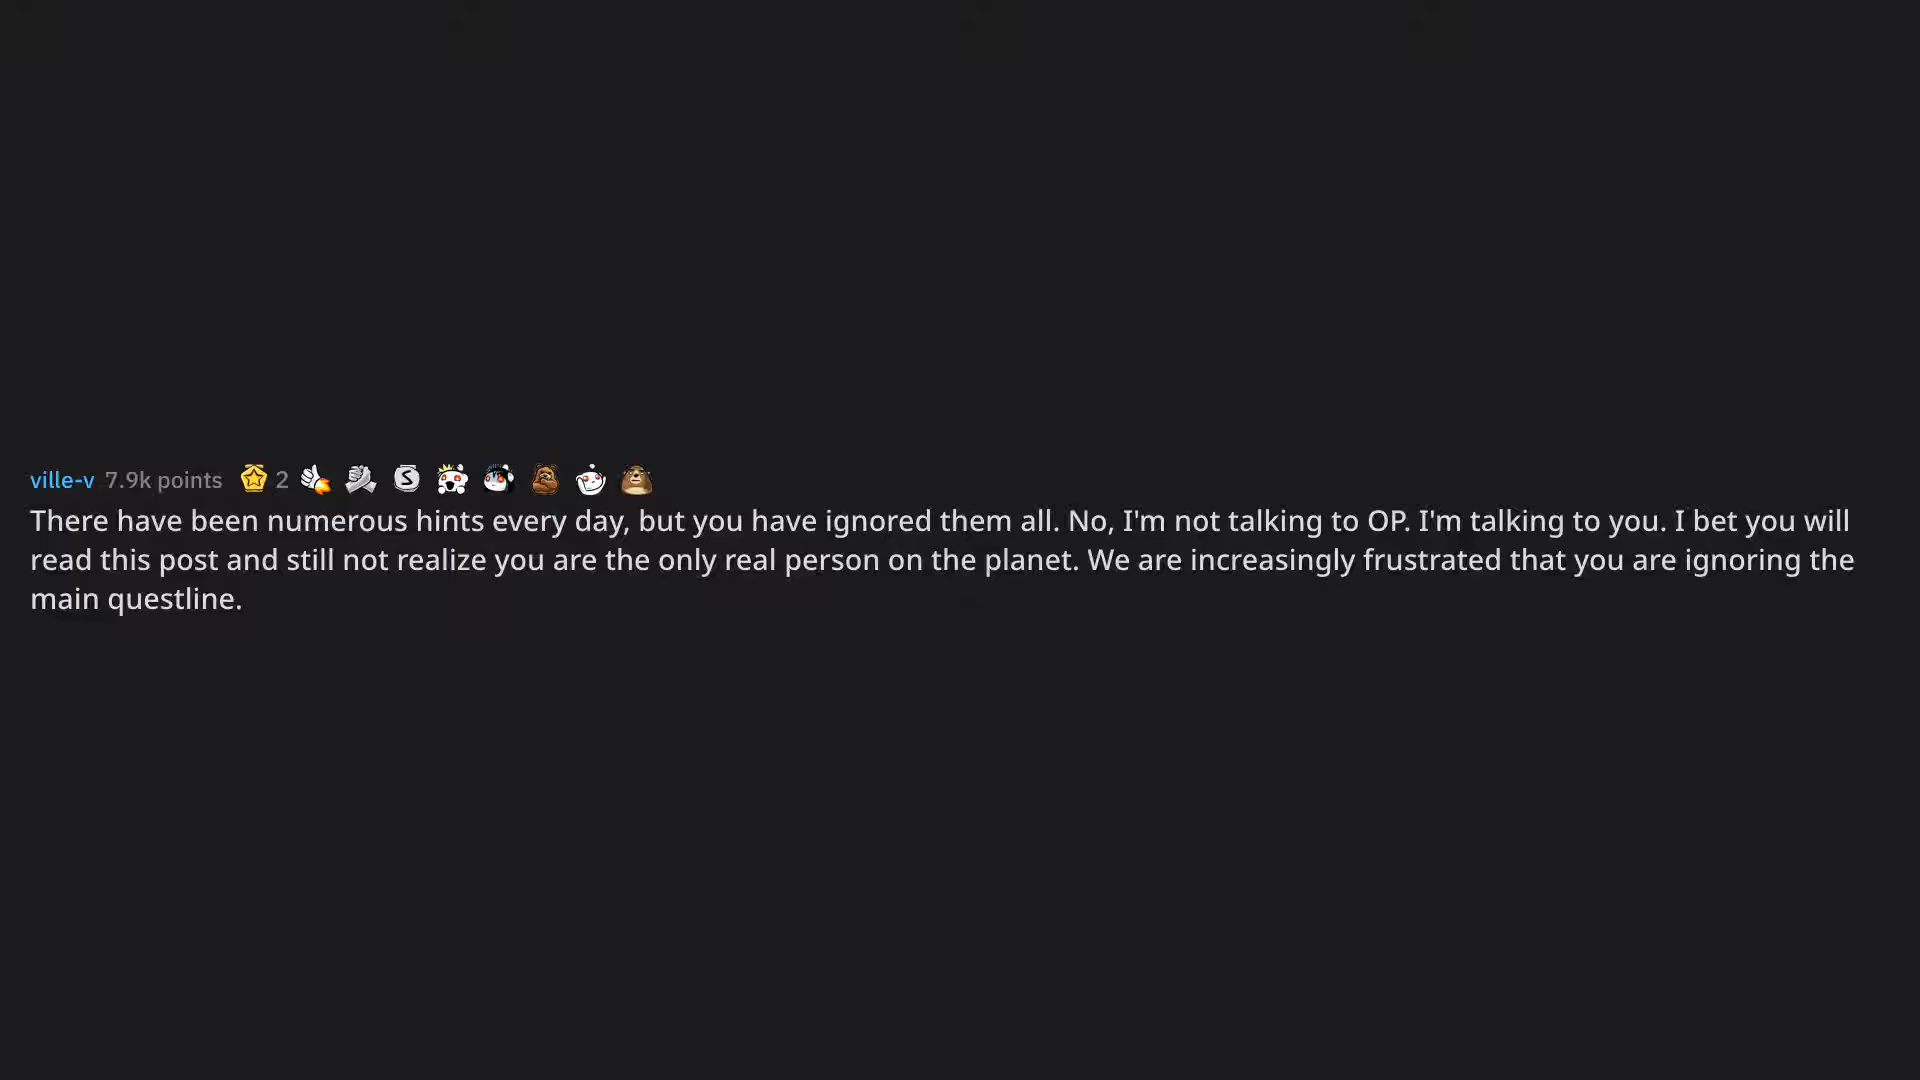 ville-v 7.9k points 2
There have been numerous hints every day, but you have ignored them all. No, I'm not talking to OP. I'm talking to you. I bet you will
read this post and still not realize you are the only real person on the planet. We are increasingly frustrated that you are ignoring the
main questline.